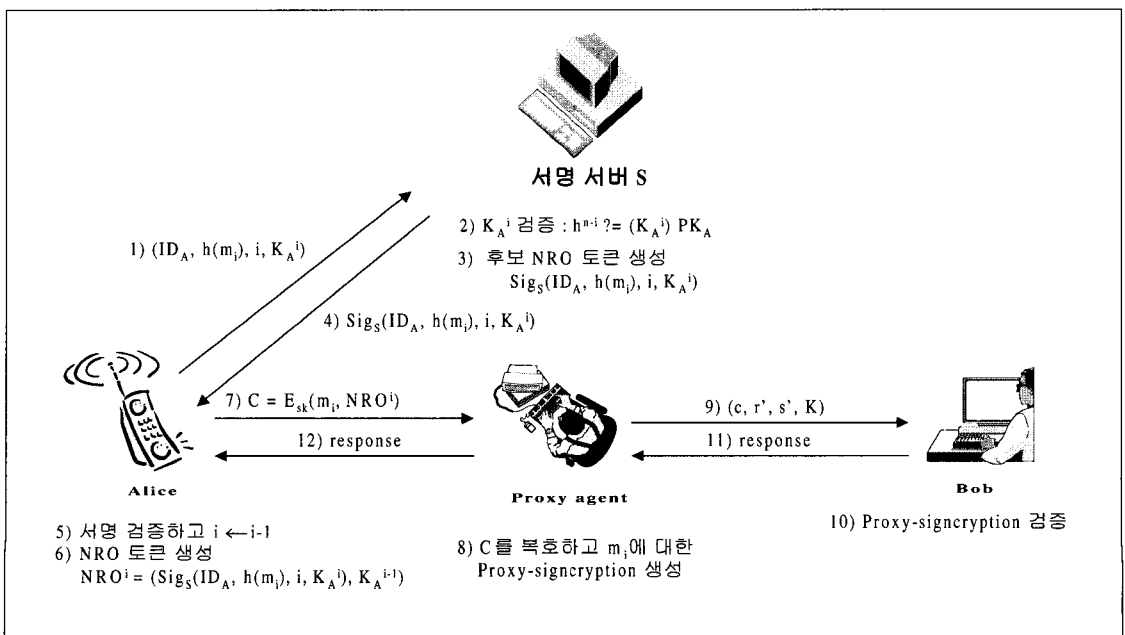 서명 서버 S
1) (ID_A, h(m_i), i, K_A^i)
2) K_A^i 검증 : h^{n-i} ?= (K_A^i) PK_A
3) 후보 NRO 토큰 생성
Sig_S(ID_A, h(m_i), i, K_A^i)
4) Sig_S(ID_A, h(m_i), i, K_A^i)
7) C = E_{sk}(m_i, NRO^i)
12) response
9) (c, r', s', K)
11) response
Alice
Proxy agent
Bob
5) 서명 검증하고 i ←i-1
6) NRO 토큰 생성
NRO^i = (Sig_S(ID_A, h(m_i), i, K_A^i), K_A^{i-1})
8) C를 복호하고 m_i에 대한
Proxy-signcryption 생성
10) Proxy-signcryption 검증